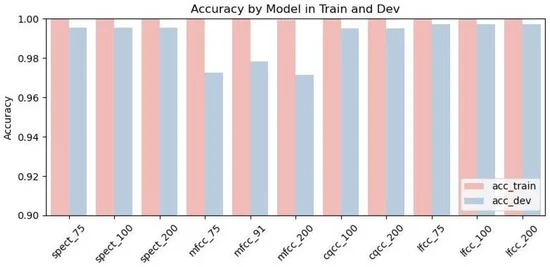 Accuracy by Model in Train and Dev
Accuracy
1.00
0.98
0.96
0.94
0.92
0.90
acc_train
acc_dev
spect_75
spect_100
spect_200
mfcc_75
mfcc_91
mfcc_200
cqcc_100
cqcc_200
lfcc_75
lfcc_100
lfcc_200